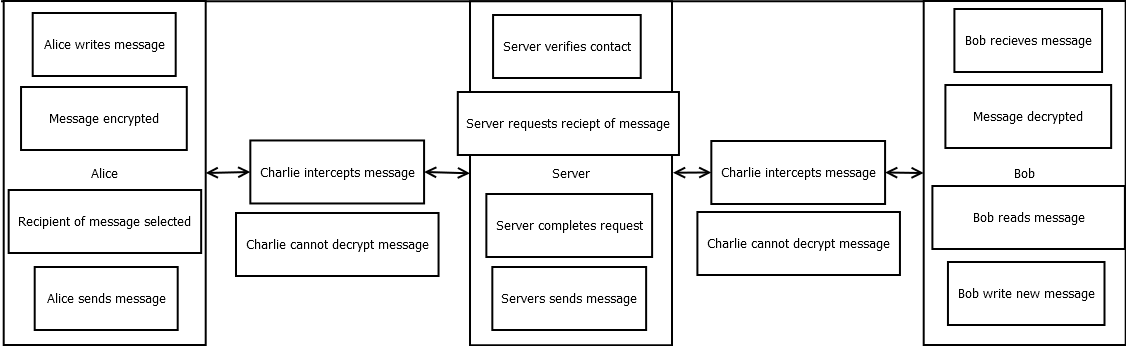 Alice writes message
Message encrypted
Alice
Recipient of message selected
Alice sends message
Charlie intercepts message
Charlie cannot decrypt message
Server verifies contact
Server requests reciept of message
Server
Server completes request
Servers sends message
Charlie intercepts message
Charlie cannot decrypt message
Bob recieves message
Message decrypted
Bob
Bob reads message
Bob write new message